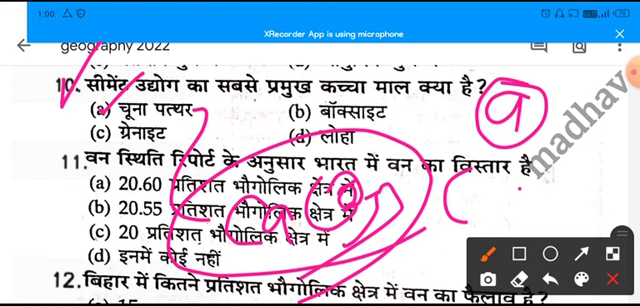 1:00
XRecorder App is using microphone
geography 2022
10. सीमेंट उद्योग का सबसे प्रमुख कच्चा माल क्या है?
(a) चूना पत्थर (b) बॉक्साइट
(c) ग्रेनाइट (d) लोहा
11. वन स्थिति रिपोर्ट के अनुसार भारत में वन का विस्तार है
(a) 20.60 प्रतिशत भौगोलिक क्षेत्र में
(b) 20.55 प्रतिशत भौगोलिक क्षेत्र में
(c) 20 प्रतिशत भौगोलिक क्षेत्र में
(d) इनमें कोई नहीं
12. बिहार में कितने प्रतिशत भौगोलिक क्षेत्र में वन का फैलाव है?
madhav